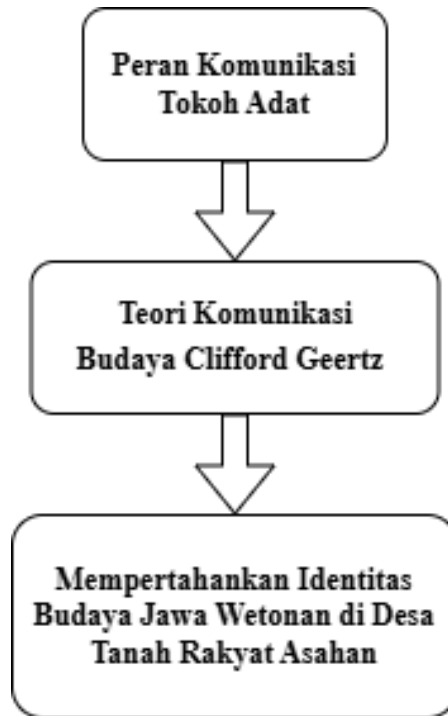 Peran Komunikasi
Tokoh Adat
Teori Komunikasi
Budaya Clifford Geertz
Mempertahankan Identitas
Budaya Jawa Wetonan di Desa
Tanah Rakyat Asahan